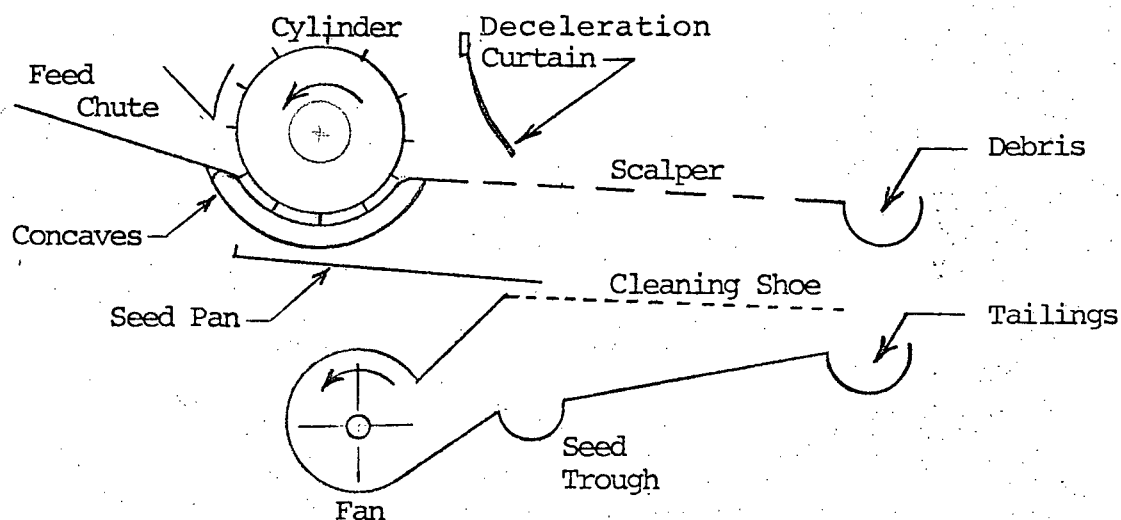 Cylinder
Deceleration
Curtain
Feed
Chute
Scalper
Debris
Concaves
Cleaning Shoe
Seed Pan
Tailings
Seed
Trough
Fan